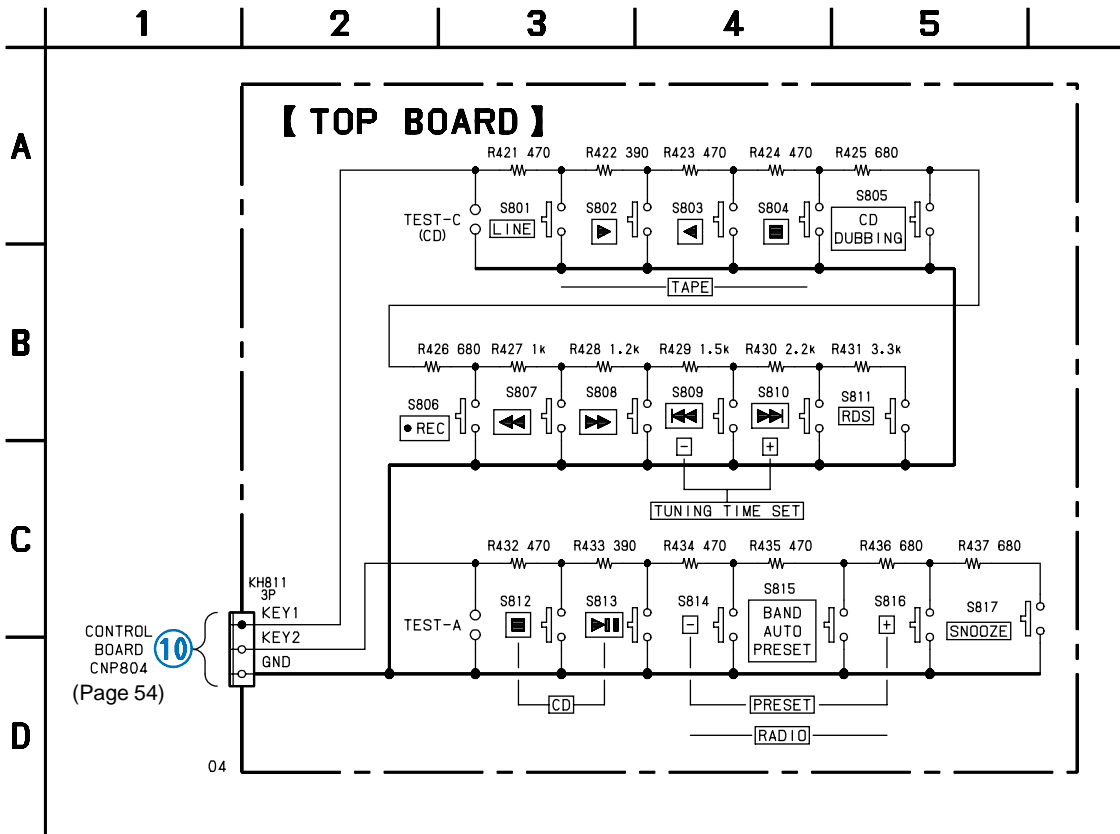 1 2 3 4 5
A
【 TOP BOARD 】
R421 470 R422 390 R423 470 R424 470 R425 680
TEST-C
(CD)
S801
LINE
S802
S803
S804
S805
CD
DUBBING
TAPE
B
R426 680 R427 1k R428 1.2k R429 1.5k R430 2.2k R431 3.3k
S806
●REC
S807
S808
S809
S810
S811
RDS
- +
TUNING TIME SET
C
R432 470 R433 390 R434 470 R435 470 R436 680 R437 680
KH811
3P
KEY1
KEY2
GND
CONTROL
BOARD
CNP804
(Page 54)
10
TEST-A
S812
S813
S814
-
S815
BAND
AUTO
PRESET
S816
+
S817
SNOOZE
CD
PRESET
RADIO
D
04